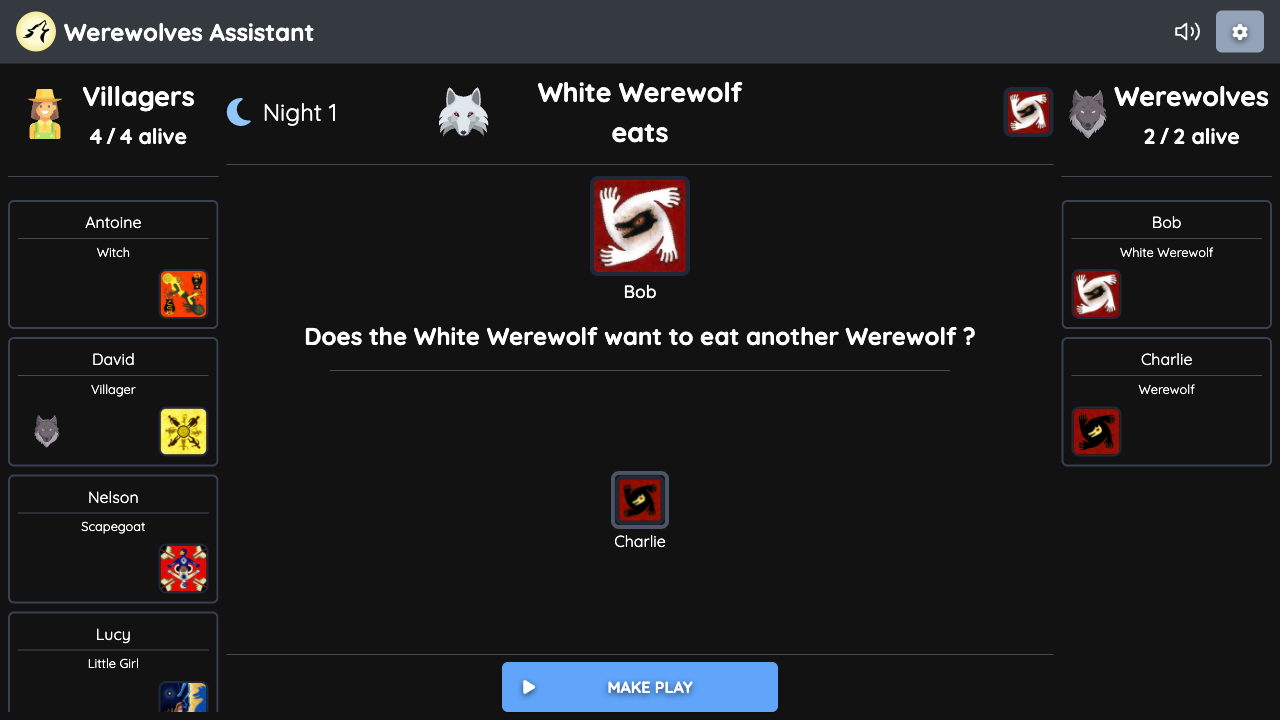 Werewolves Assistant
Villagers
4 / 4 alive
Night 1
White Werewolf
eats
Werewolves
2 / 2 alive
Antoine
Witch
David
Villager
Nelson
Scapegoat
Lucy
Little Girl
Bob
Does the White Werewolf want to eat another Werewolf ?
Charlie
MAKE PLAY
Bob
White Werewolf
Charlie
Werewolf